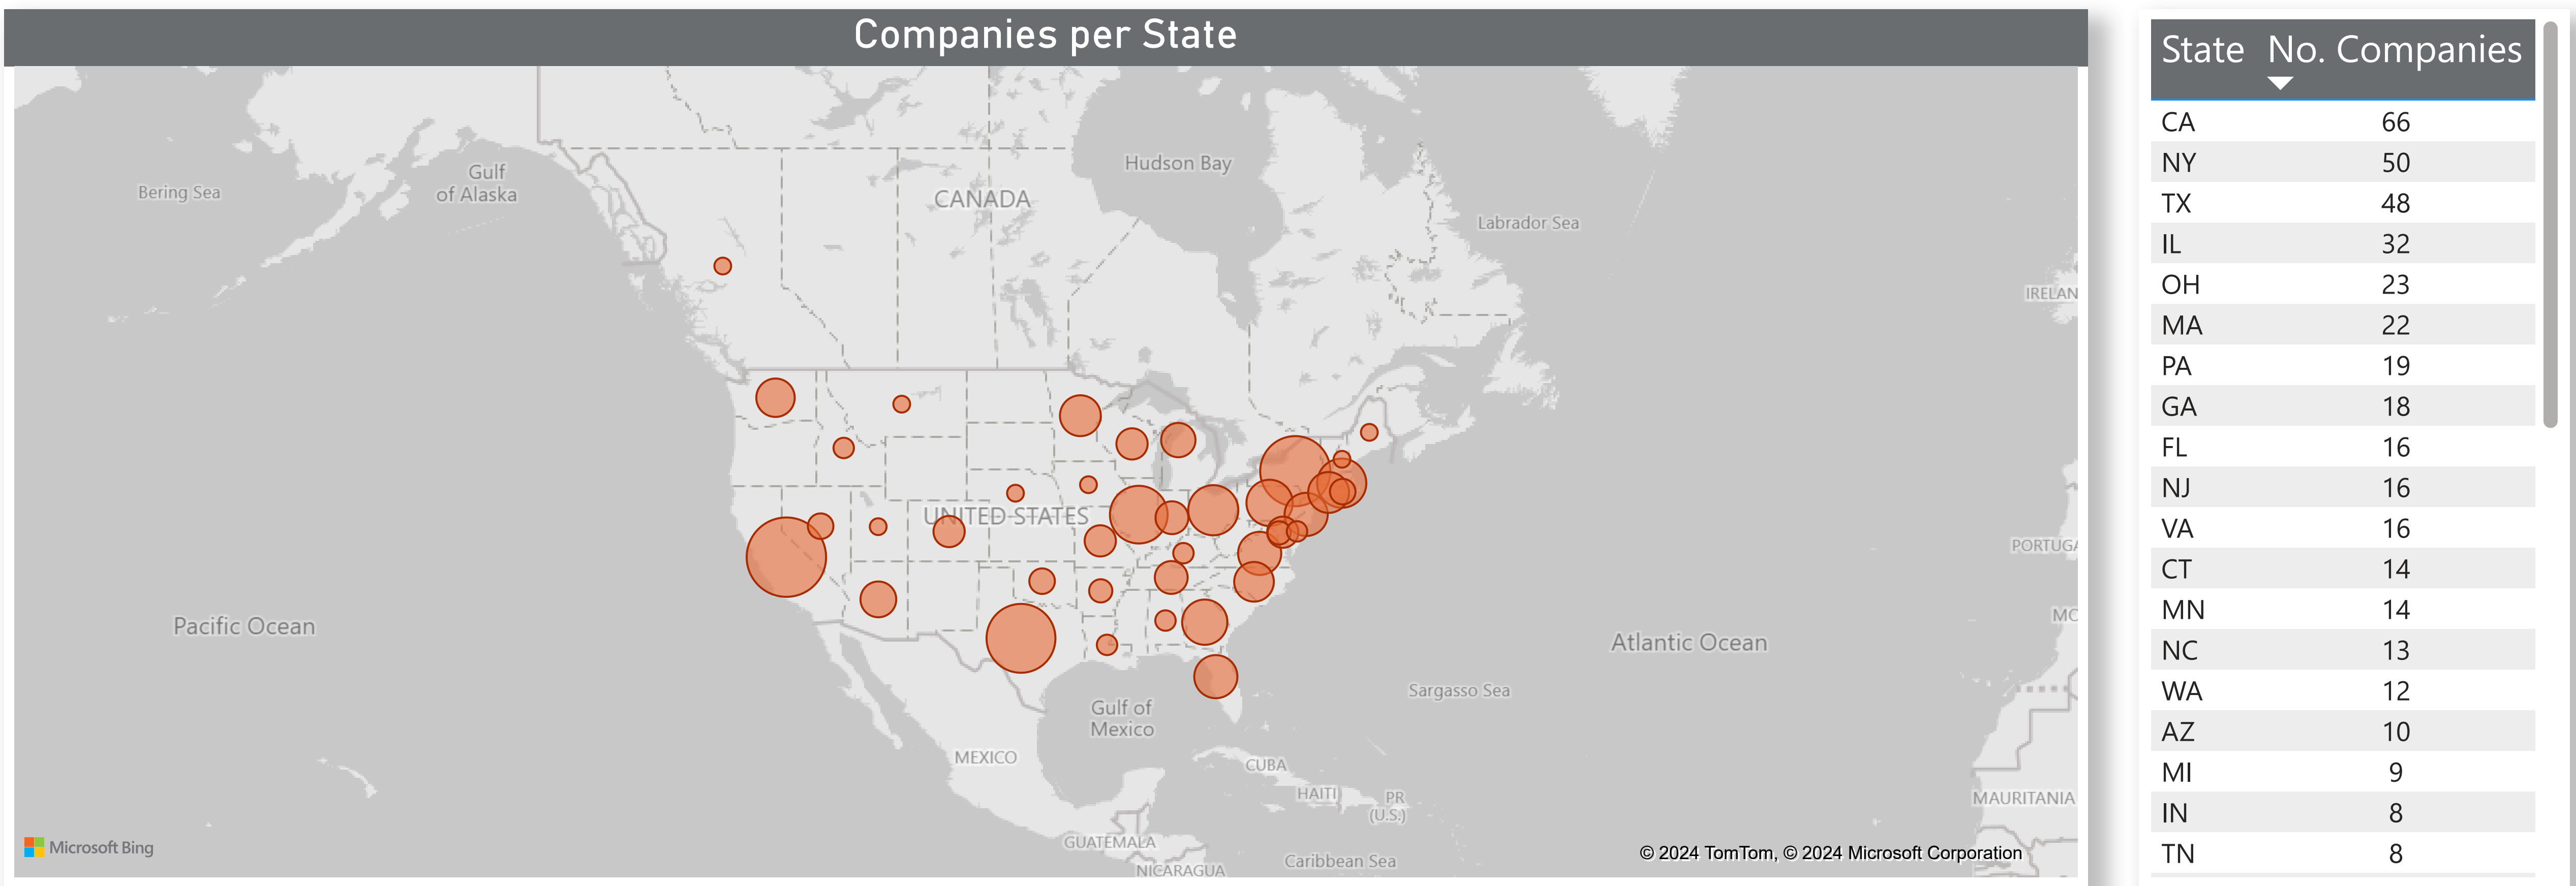 Companies per State
Bering Sea
Gulf
of Alaska
CANADA
Hudson Bay
Labrador Sea
UNITED STATES
Pacific Ocean
Atlantic Ocean
Sargasso Sea
Gulf of
Mexico
MEXICO
CUBA
HAITI
PR
(U.S.)
GUATEMALA
NICARAGUA
Caribbean Sea
IRELAN
PORTUGA
MO
MAURITANIA
Microsoft Bing
© 2024 TomTom, © 2024 Microsoft Corporation
State No. Companies
CA 66
NY 50
TX 48
IL 32
OH 23
MA 22
PA 19
GA 18
FL 16
NJ 16
VA 16
CT 14
MN 14
NC 13
WA 12
AZ 10
MI 9
IN 8
TN 8